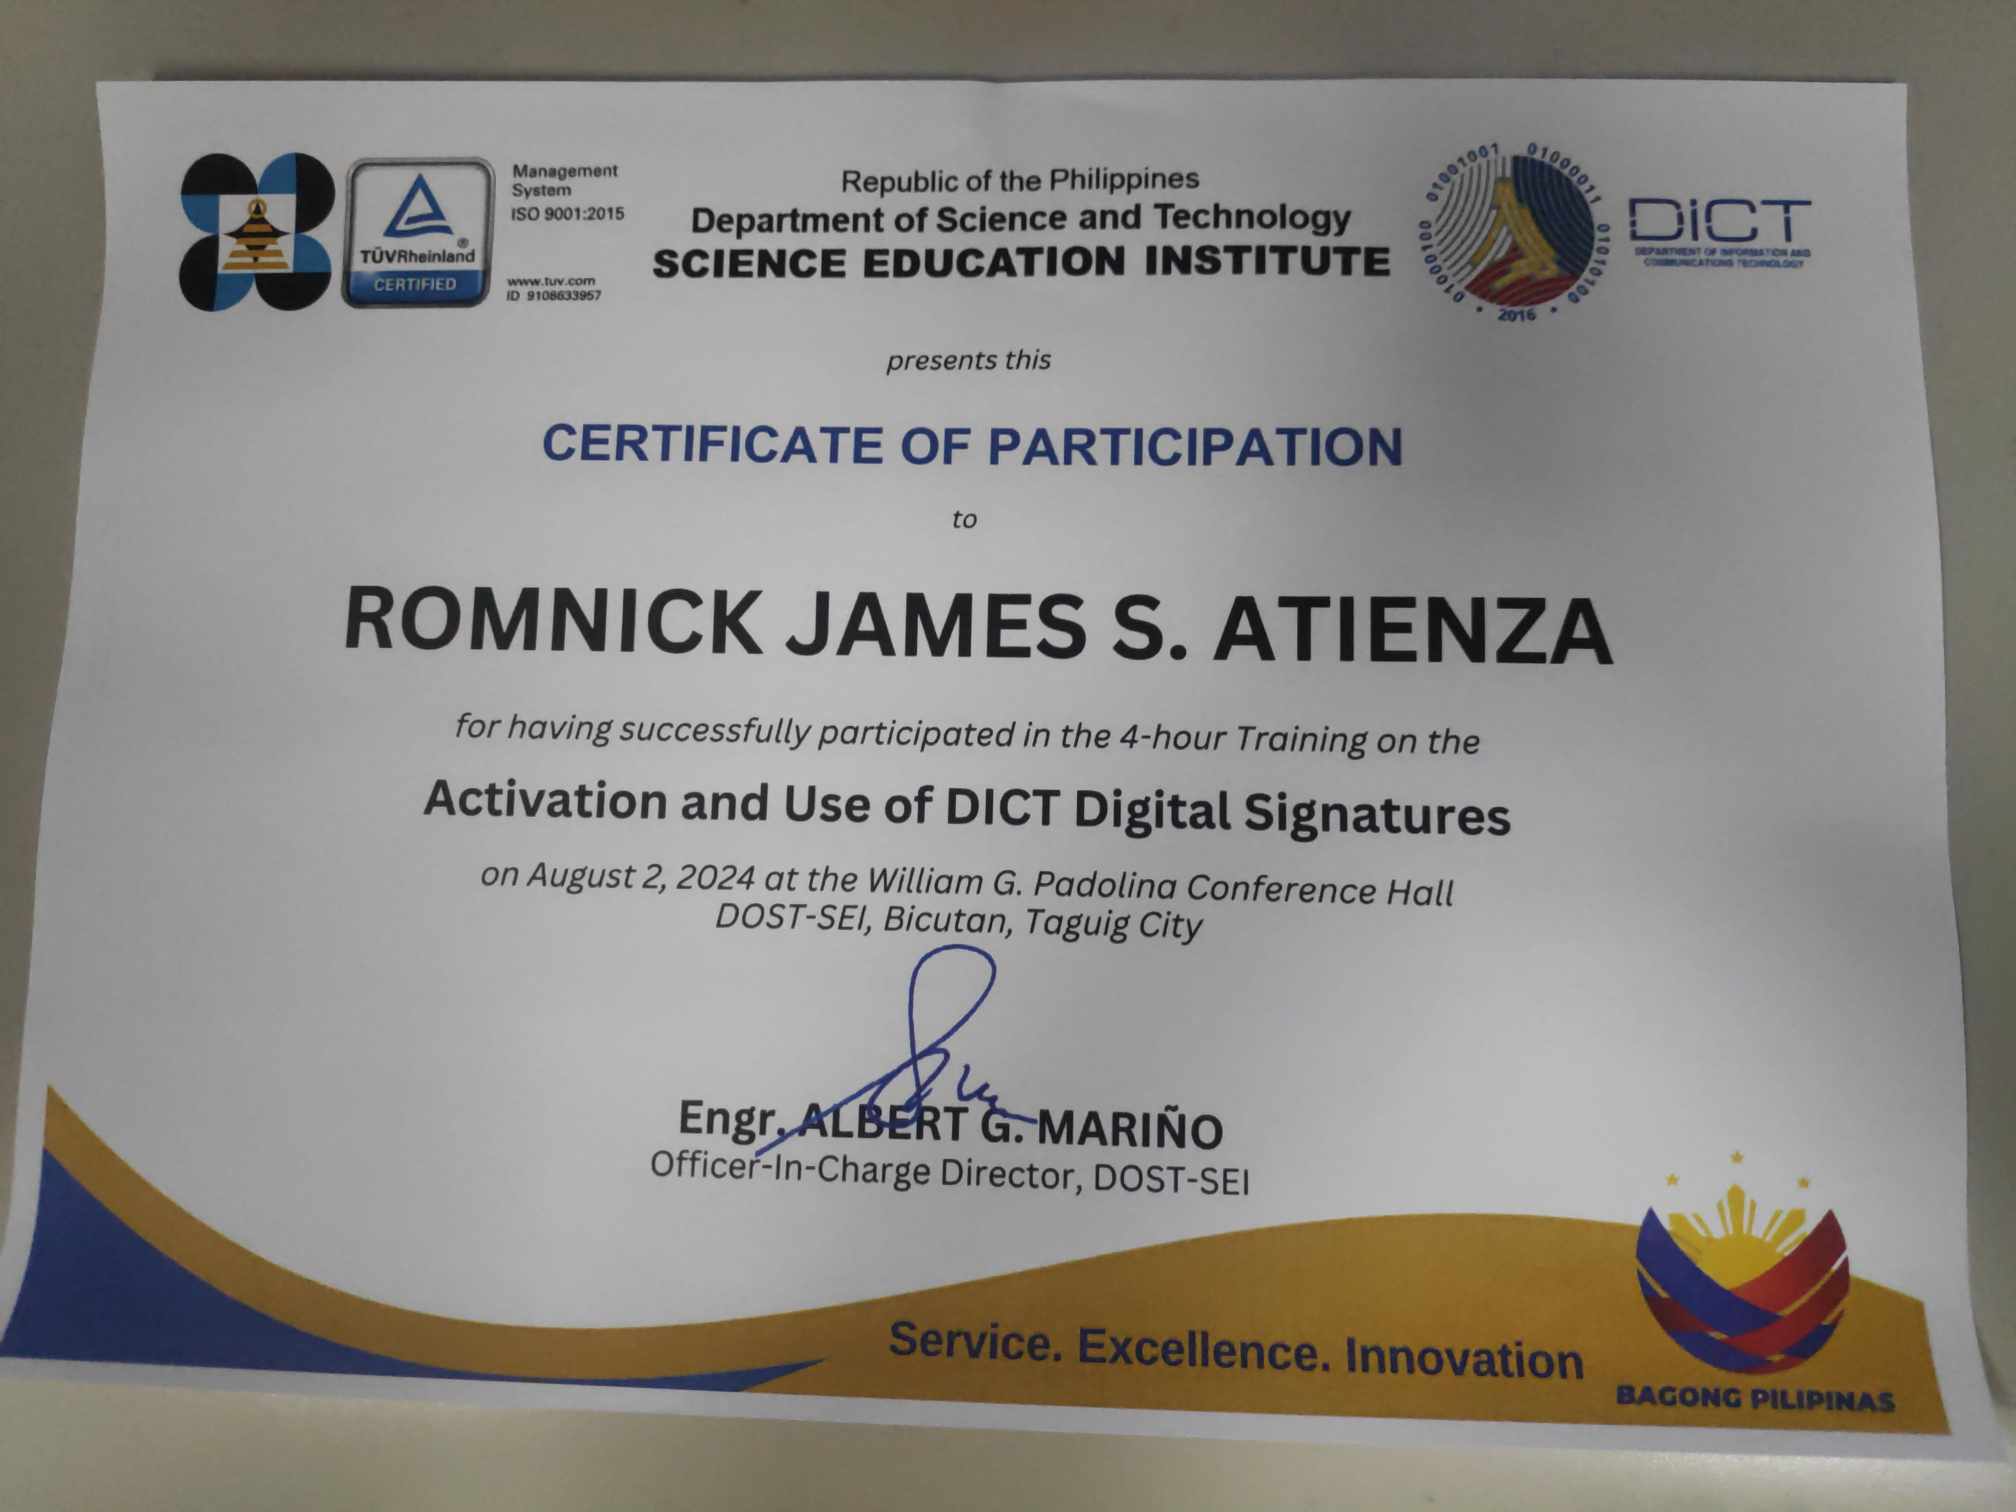 Management
System
ISO 9001:2015
TÜVRheinland®
CERTIFIED
www.tuv.com
ID 9108633957
Republic of the Philippines
Department of Science and Technology
SCIENCE EDUCATION INSTITUTE
01000100 01001001 01000011 01010100
• 2016 •
DICT
DEPARTMENT OF INFORMATION AND
COMMUNICATIONS TECHNOLOGY
presents this
CERTIFICATE OF PARTICIPATION
to
ROMNICK JAMES S. ATIENZA
for having successfully participated in the 4-hour Training on the
Activation and Use of DICT Digital Signatures
on August 2, 2024 at the William G. Padolina Conference Hall
DOST-SEI, Bicutan, Taguig City
Engr. ALBERT G. MARIÑO
Officer-In-Charge Director, DOST-SEI
Service. Excellence. Innovation
BAGONG PILIPINAS